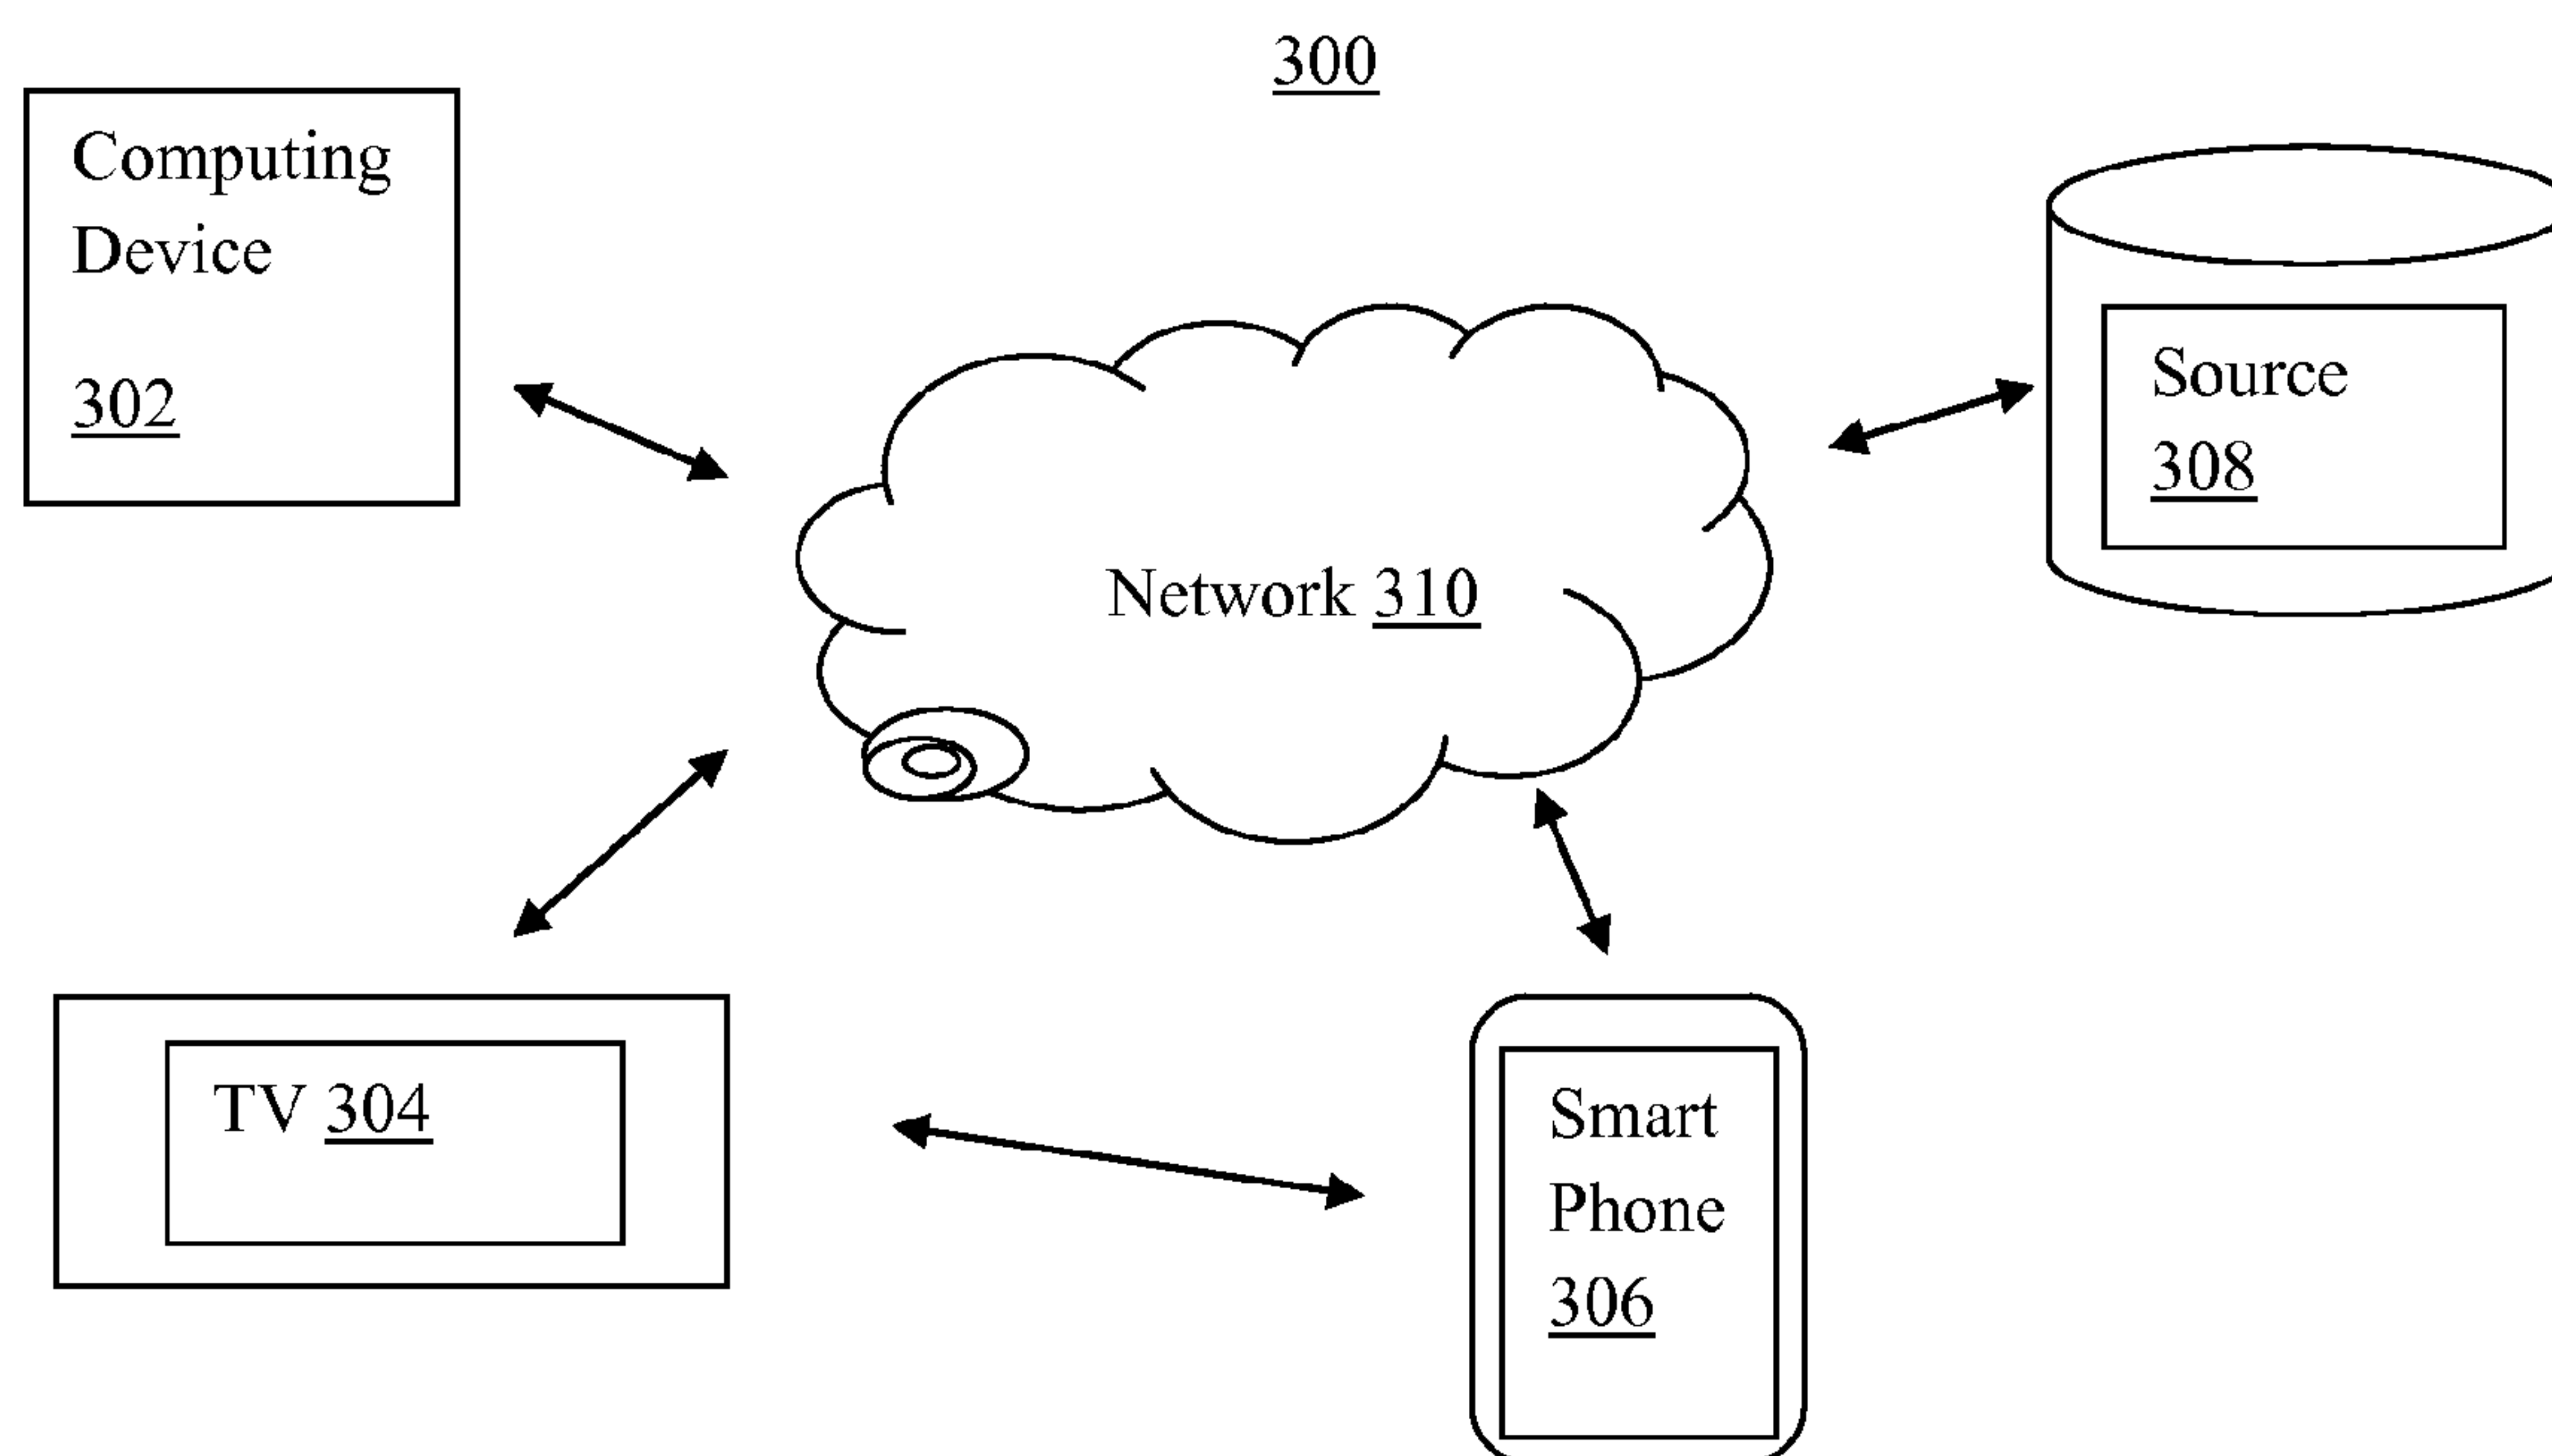 300
Computing
Device
302
Source
308
Network 310
TV 304
Smart
Phone
306